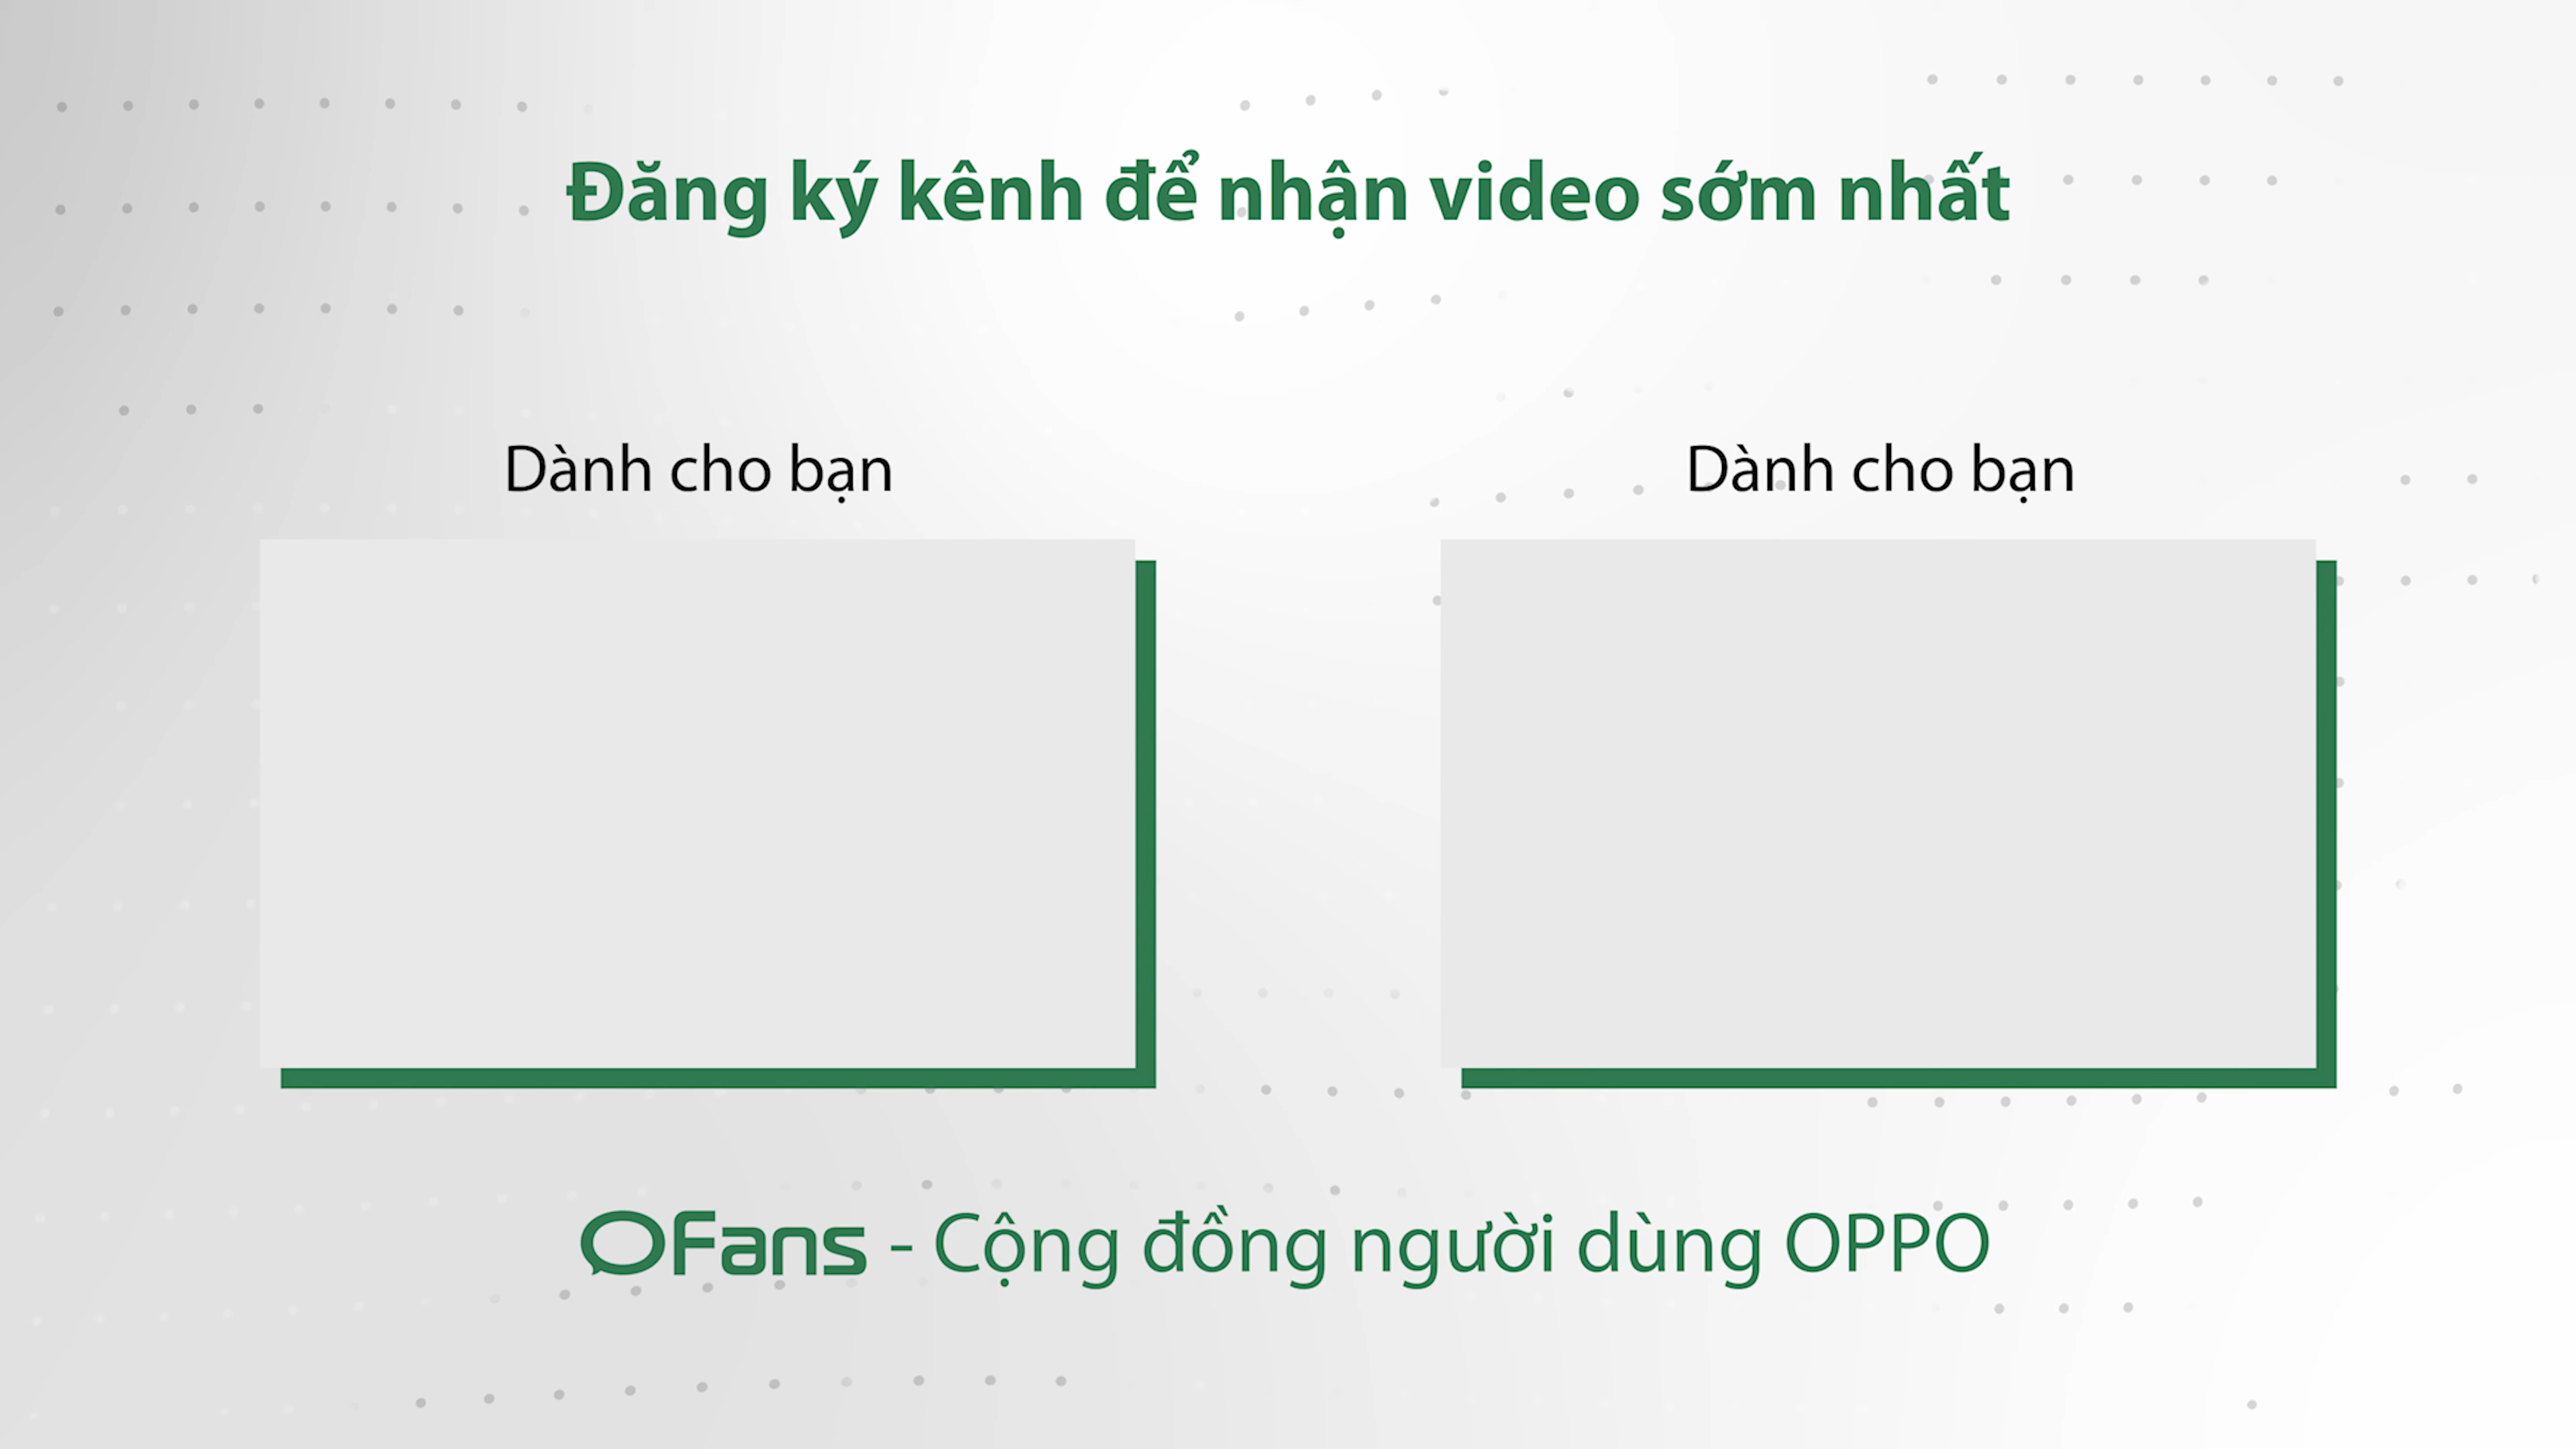 Đăng ký kênh để nhận video sớm nhất
Dành cho bạn
Dành cho bạn
OFans - Cộng đồng người dùng OPPO